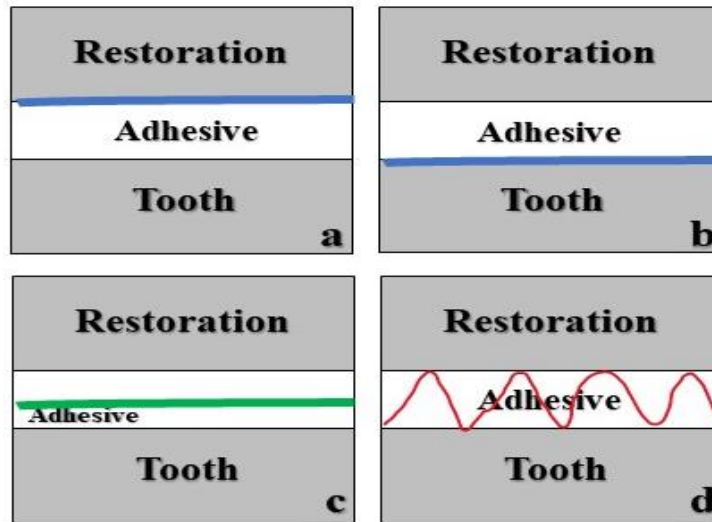 Restoration
Adhesive
Tooth
a
Restoration
Adhesive
Tooth
b
Restoration
Adhesive
Tooth
c
Restoration
Adhesive
Tooth
d